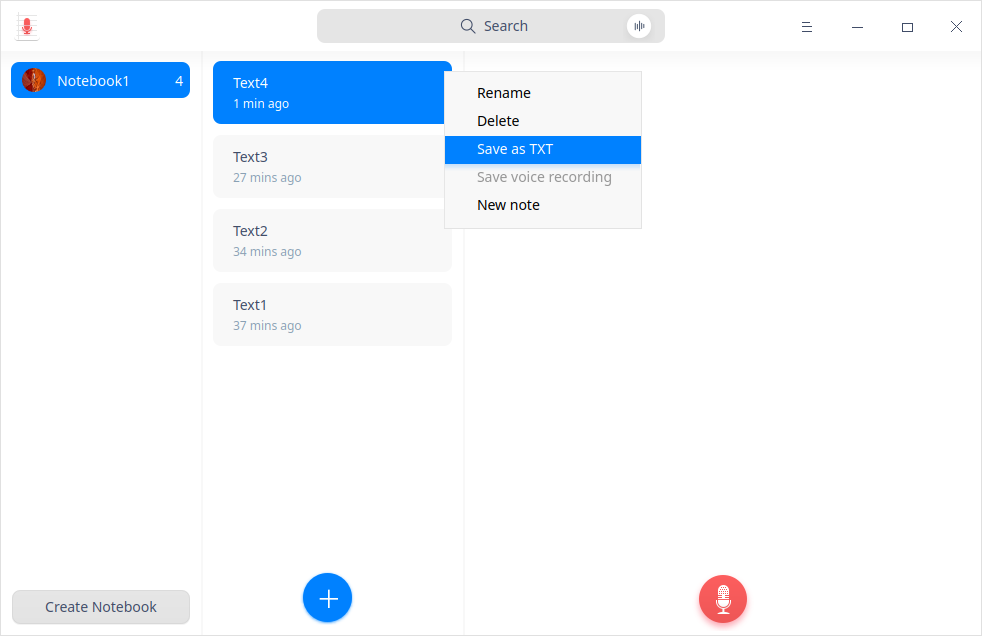 Search
Notebook1 4
Text4
1 min ago
Text3
27 mins ago
Text2
34 mins ago
Text1
37 mins ago
Rename
Delete
Save as TXT
Save voice recording
New note
Create Notebook